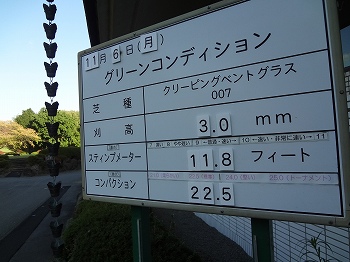 11月6日(月)
グリーンコンディション
芝種 クリーピングベントグラス
007
刈高 3.0 mm
スティンプメーター 11.8 フィート
コンパクション 22.5